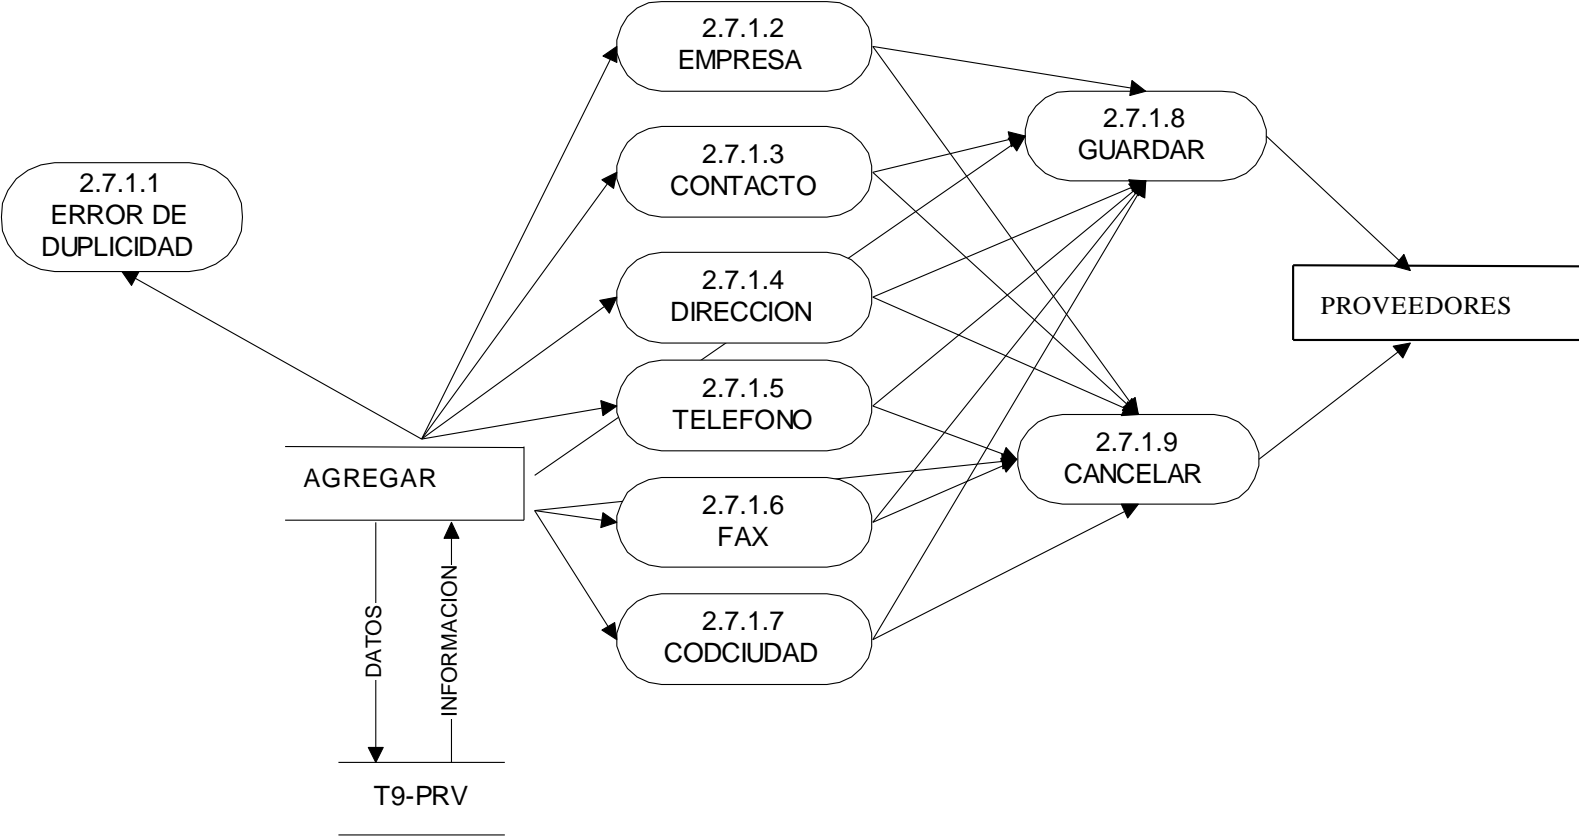 2.7.1.2
EMPRESA
2.7.1.8
GUARDAR
2.7.1.3
CONTACTO
2.7.1.1
ERROR DE
DUPLICIDAD
2.7.1.4
DIRECCION
PROVEEDORES
2.7.1.5
TELEFONO
2.7.1.9
CANCELAR
AGREGAR
2.7.1.6
FAX
2.7.1.7
CODCIUDAD
DATOS
INFORMACION
T9-PRV